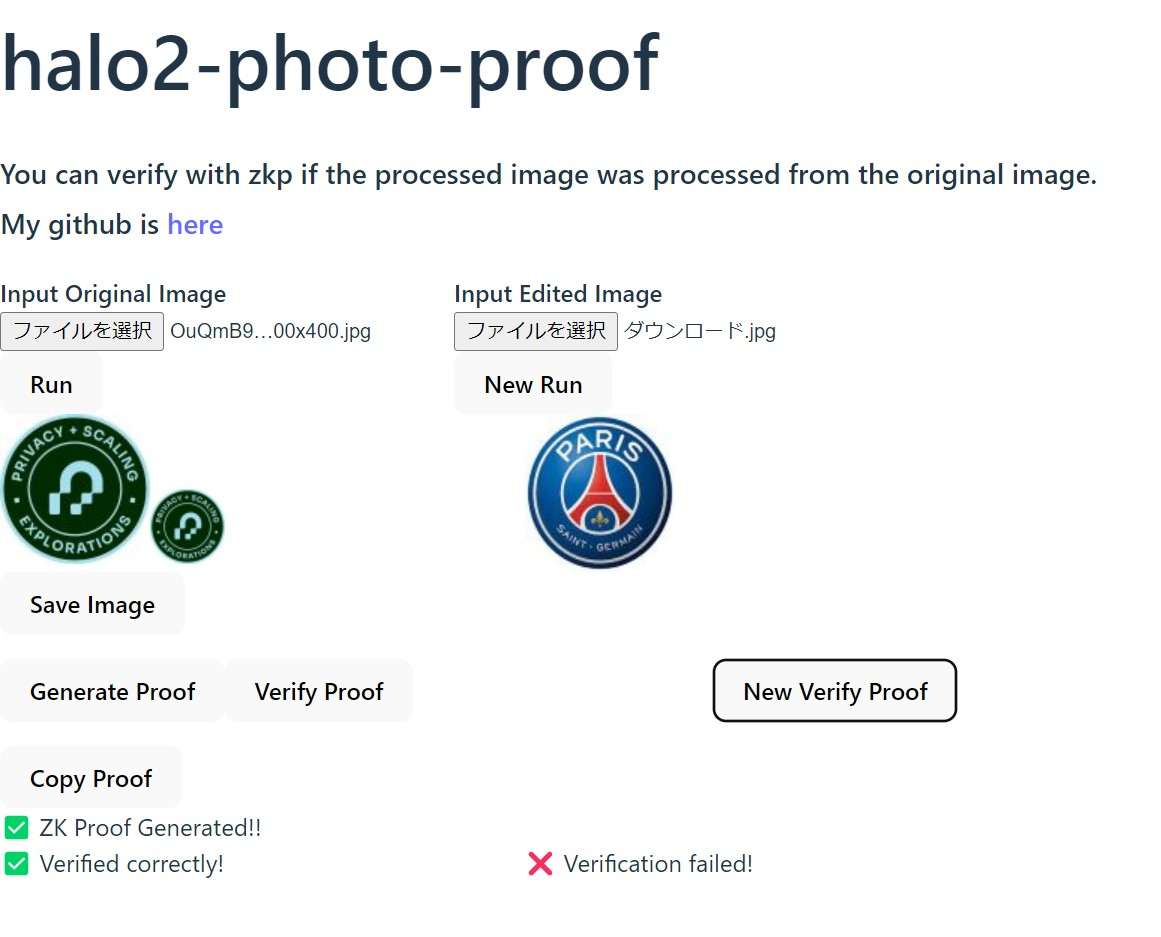 halo2-photo-proof
You can verify with zkp if the processed image was processed from the original image.
My github is here
Input Original Image
Input Edited Image
ファイルを選択 OuQmB9...00x400.jpg
ファイルを選択 ダウンロード.jpg
Run
New Run
PRIVACY + SCALING
EXPLORATIONS
PRIVACY + SCALING
EXPLORATIONS
PARIS
SAINT - GERMAIN
Save Image
Generate Proof
Verify Proof
New Verify Proof
Copy Proof
✅ ZK Proof Generated!!
✅ Verified correctly!
❌ Verification failed!